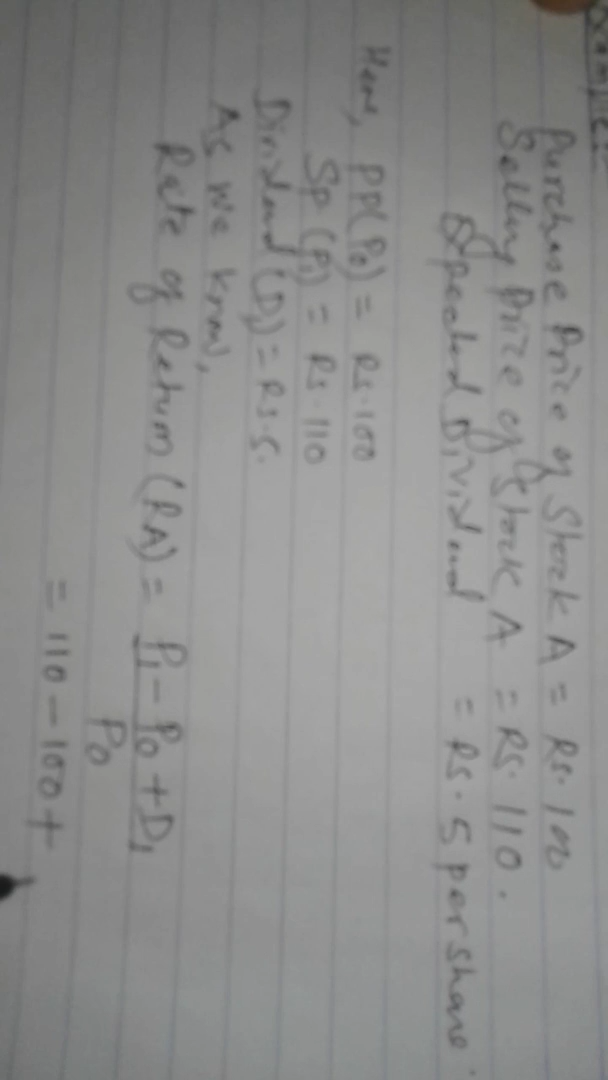 Example:
Purchase Price of Stock A = Rs. 100
Selling Price of Stock A = Rs. 110.
Expected Dividend = Rs. 5 per share.
Here, PP(P0) = Rs. 100
SP (P1) = Rs. 110
Dividend (D1) = Rs. 5.
As we know,
Rate of Return (RA) = P1 - P0 + D1
P0
= 110 - 100 +